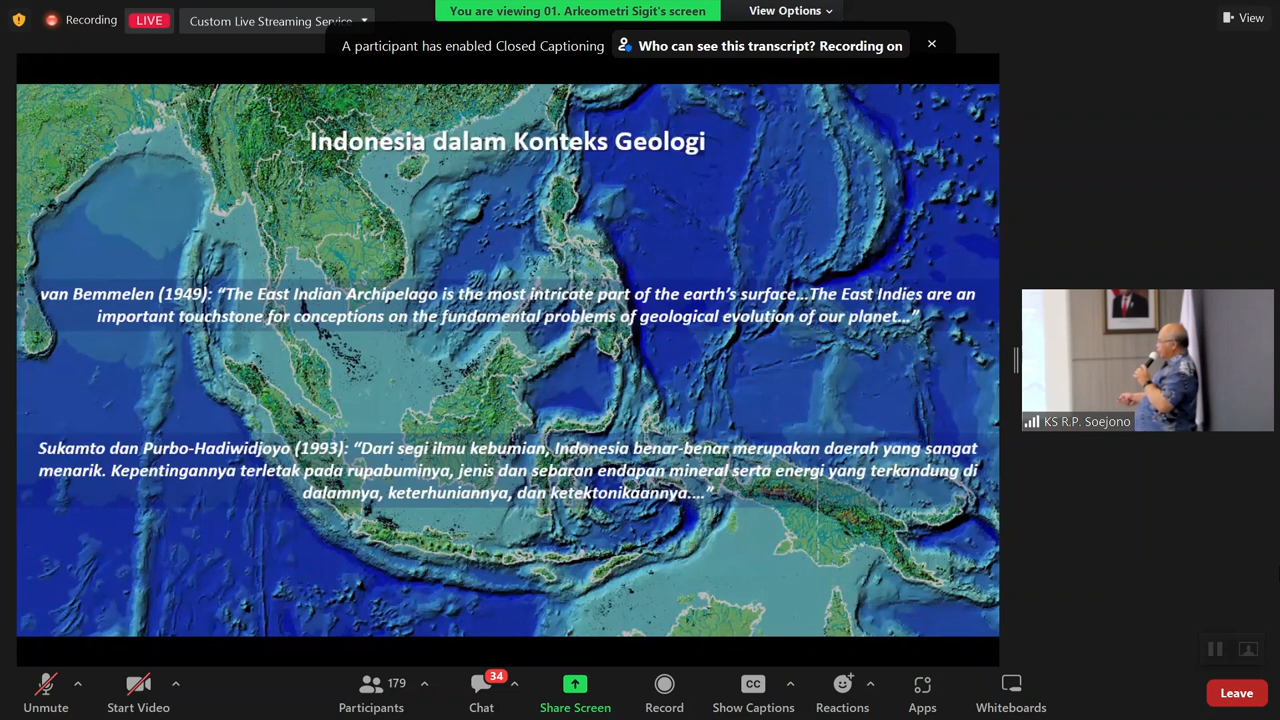 Recording
LIVE
Custom Live Streaming Service
You are viewing 01. Arkeometri Sigit's screen
View Options
View
A participant has enabled Closed Captioning
Who can see this transcript? Recording on
Indonesia dalam Konteks Geologi
van Bemmelen (1949): “The East Indian Archipelago is the most intricate part of the earth’s surface…The East Indies are an
important touchstone for conceptions on the fundamental problems of geological evolution of our planet…”
Sukamto dan Purbo-Hadiwidjoyo (1993): “Dari segi ilmu kebumian, Indonesia benar-benar merupakan daerah yang sangat
menarik. Kepentingannya terletak pada rupabuminya, jenis dan sebaran endapan mineral serta energi yang terkandung di
dalamnya, keterhuniannya, dan ketektonikaannya….”
KS R.P. Soejono
Unmute
Start Video
179
Participants
34
Chat
Share Screen
Record
CC
Show Captions
Reactions
Apps
Whiteboards
Leave